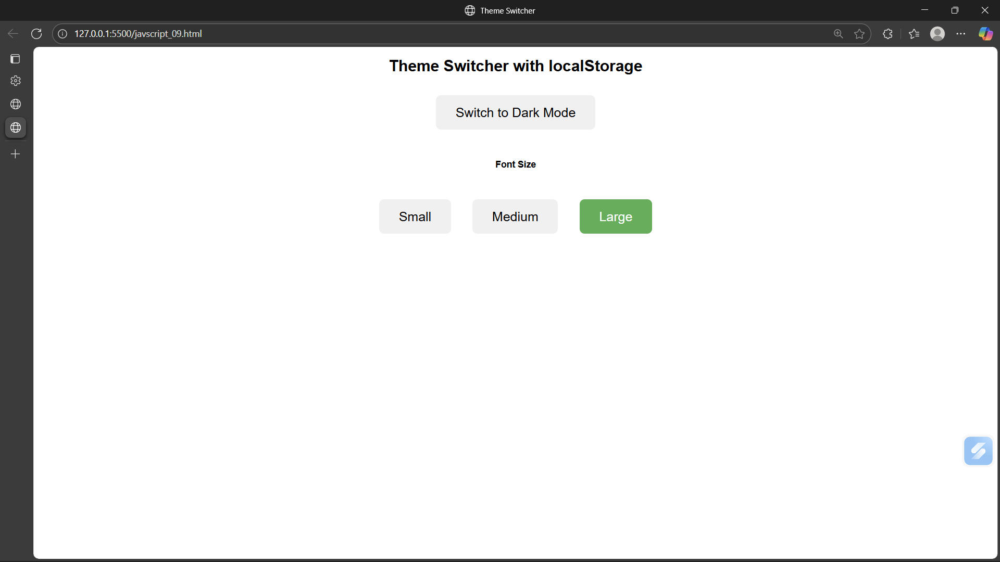 Theme Switcher
127.0.0.1:5500/javscript_09.html
Theme Switcher with localStorage
Switch to Dark Mode
Font Size
Small Medium Large